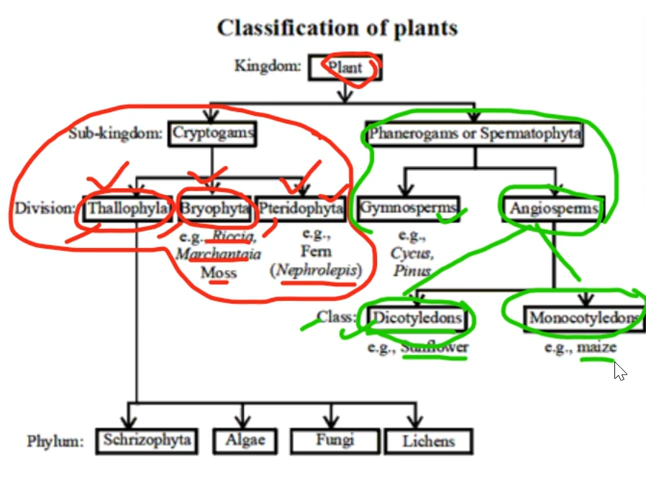 Classification of plants
Kingdom: Plant
Sub-kingdom: Cryptogams Phanerogams or Spermatophyta
Division: Thallophyla Bryophyta Pteridophyta Gymnosperms Angiosperms
e.g., Riccia, e.g., e.g.,
Marchantaia Fern Cycus,
Moss (Nephrolepis) Pinus
Class: Dicotyledons Monocotyledons
e.g., Sunflower e.g., maize
Phylum: Schrizophyta Algae Fungi Lichens